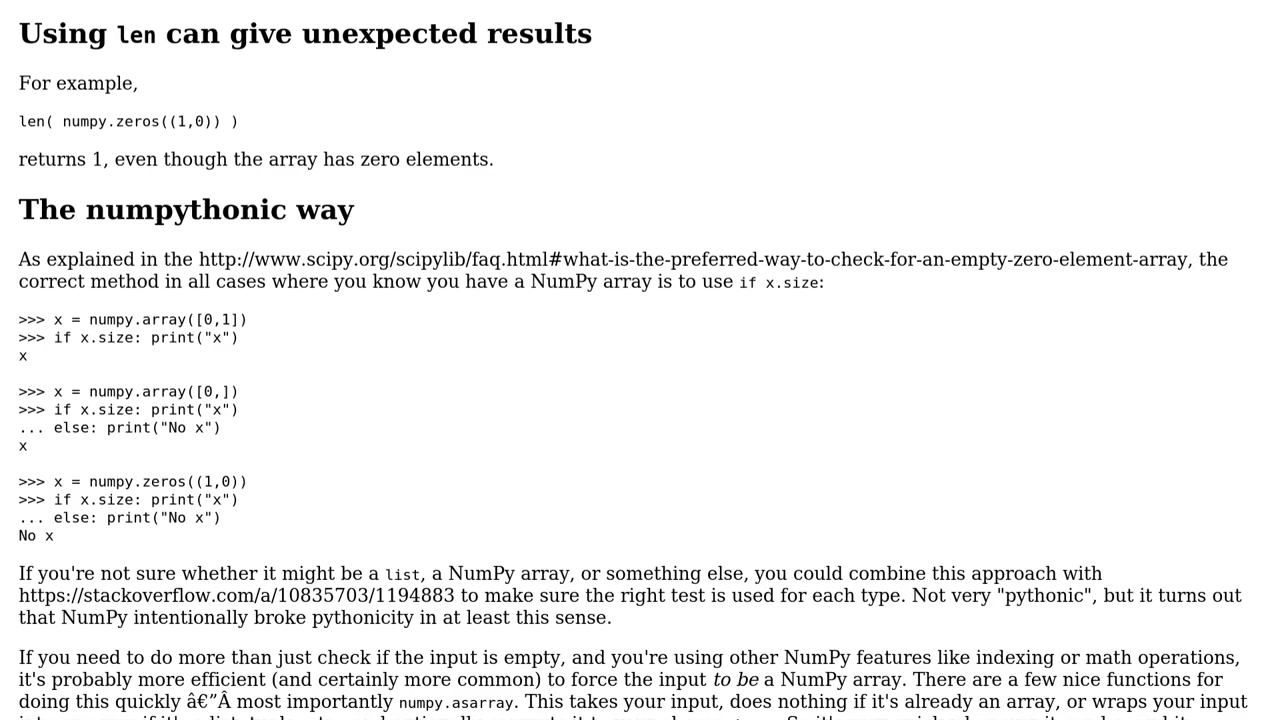 Using len can give unexpected results
For example,
len( numpy.zeros((1,0)) )
returns 1, even though the array has zero elements.
The numpythonic way
As explained in the http://www.scipy.org/scipylib/faq.html#what-is-the-preferred-way-to-check-for-an-empty-zero-element-array, the
correct method in all cases where you know you have a NumPy array is to use if x.size:
>>> x = numpy.array([0,1])
>>> if x.size: print("x")
x
>>> x = numpy.array([0,])
>>> if x.size: print("x")
... else: print("No x")
x
>>> x = numpy.zeros((1,0))
>>> if x.size: print("x")
... else: print("No x")
No x
If you're not sure whether it might be a list, a NumPy array, or something else, you could combine this approach with
https://stackoverflow.com/a/10835703/1194883 to make sure the right test is used for each type. Not very "pythonic", but it turns out
that NumPy intentionally broke pythonicity in at least this sense.
If you need to do more than just check if the input is empty, and you're using other NumPy features like indexing or math operations,
it's probably more efficient (and certainly more common) to force the input to be a NumPy array. There are a few nice functions for
doing this quickly â€”Â most importantly numpy.asarray. This takes your input, does nothing if it's already an array, or wraps your input